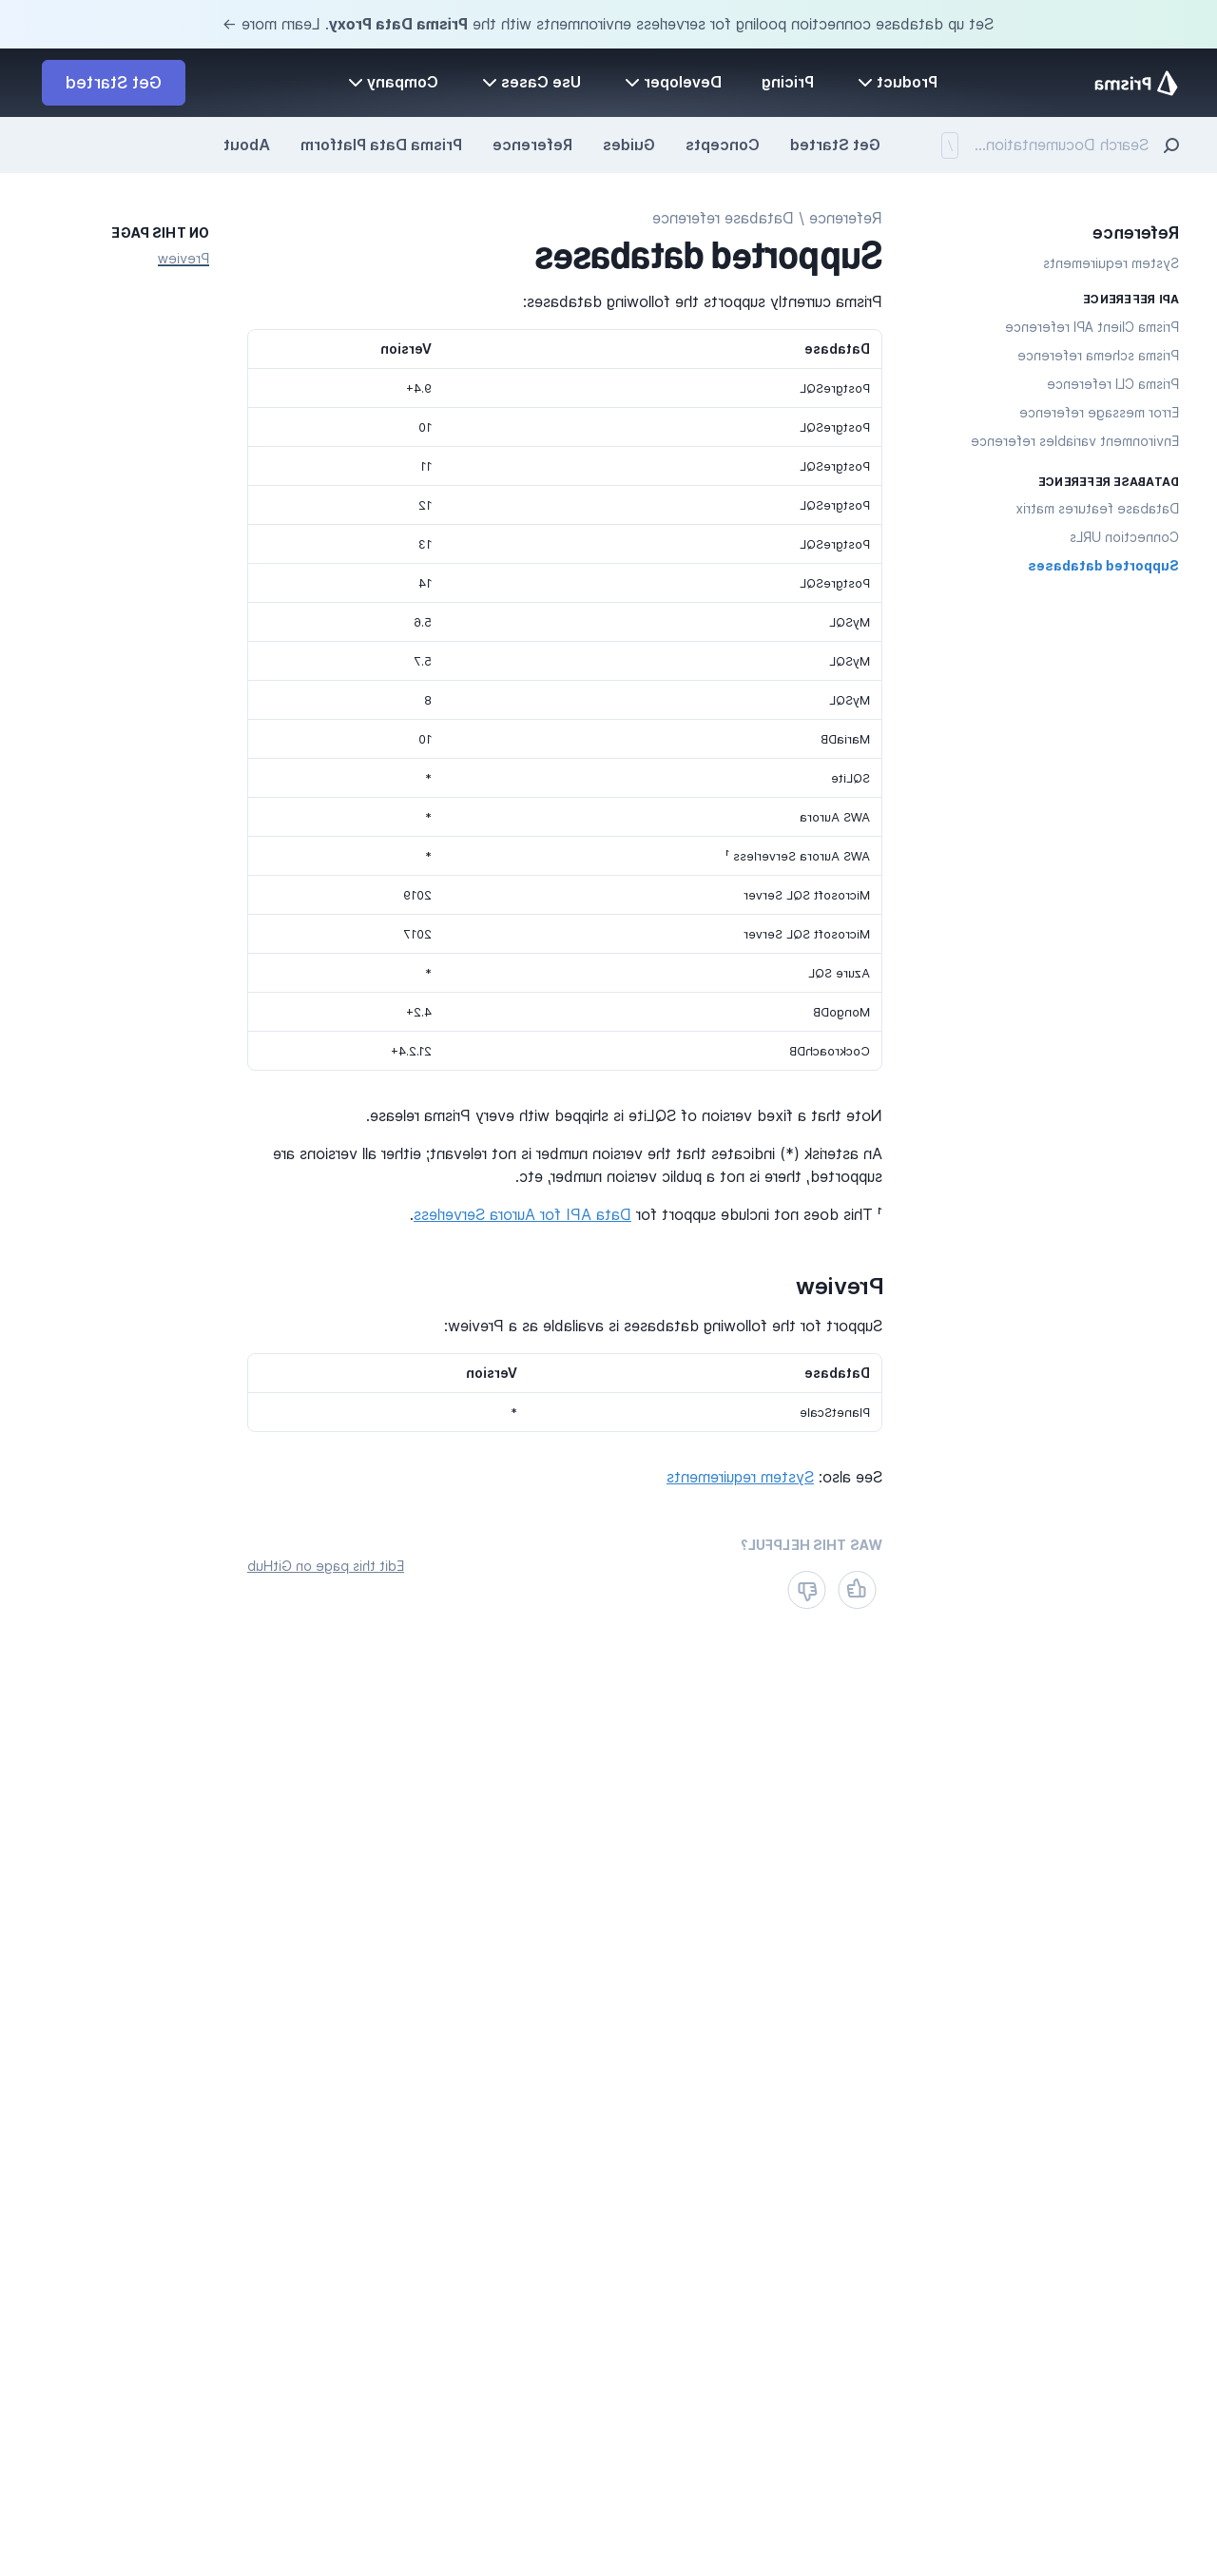 Set up database connection pooling for serverless environments with the Prisma Data Proxy. Learn more →
Prisma
Product
Pricing
Developer
Use Cases
Company
Get Started
Search Documentation... /
Get Started
Concepts
Guides
Reference
Prisma Data Platform
About
Reference
System requirements
API REFERENCE
Prisma Client API reference
Prisma schema reference
Prisma CLI reference
Error message reference
Environment variables reference
DATABASE REFERENCE
Database features matrix
Connection URLs
Supported databases
Reference / Database reference
Supported databases
Prisma currently supports the following databases:
Database Version
PostgreSQL 9.4+
PostgreSQL 10
PostgreSQL 11
PostgreSQL 12
PostgreSQL 13
PostgreSQL 14
MySQL 5.6
MySQL 5.7
MySQL 8
MariaDB 10
SQLite *
AWS Aurora *
AWS Aurora Serverless ¹ *
Microsoft SQL Server 2019
Microsoft SQL Server 2017
Azure SQL *
MongoDB 4.2+
CockroachDB 21.2.4+
Note that a fixed version of SQLite is shipped with every Prisma release.
An asterisk (*) indicates that the version number is not relevant; either all versions are
supported, there is not a public version number, etc.
¹ This does not include support for Data API for Aurora Serverless.
Preview
Support for the following databases is available as a Preview:
Database Version
PlanetScale *
See also: System requirements
WAS THIS HELPFUL?
Edit this page on GitHub
ON THIS PAGE
Preview